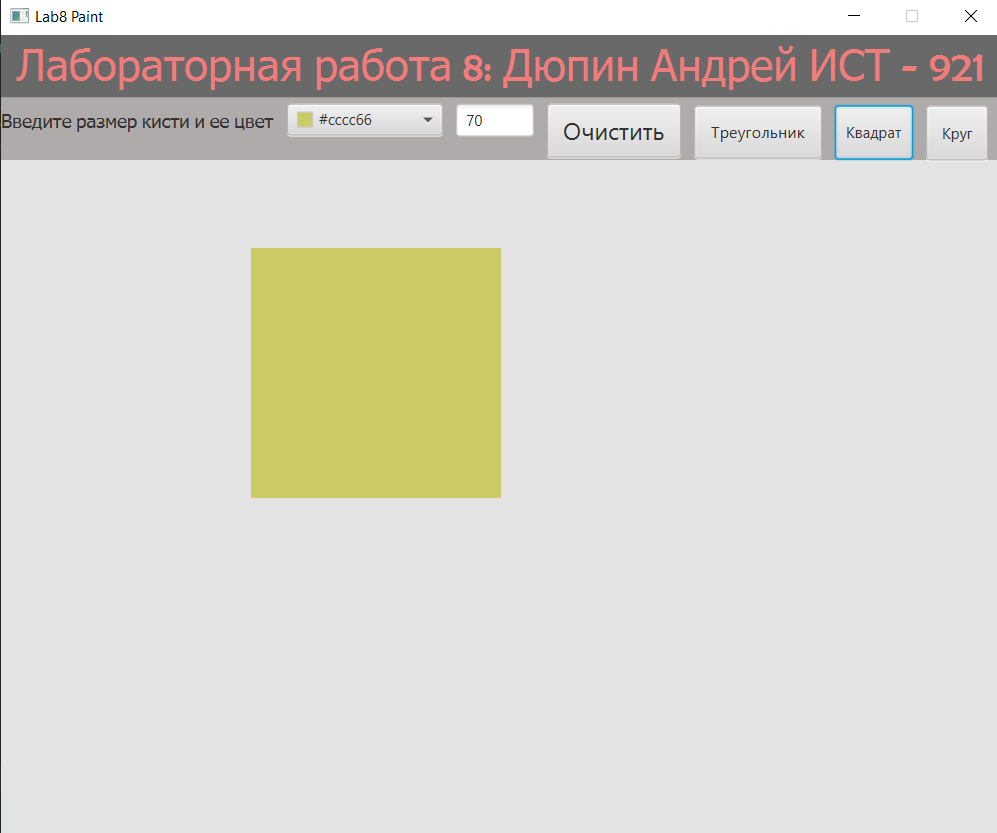 Lab8 Paint
Лабораторная работа 8: Дюпин Андрей ИСТ - 921
Введите размер кисти и ее цвет #cccc66 70 Очистить Треугольник Квадрат Круг